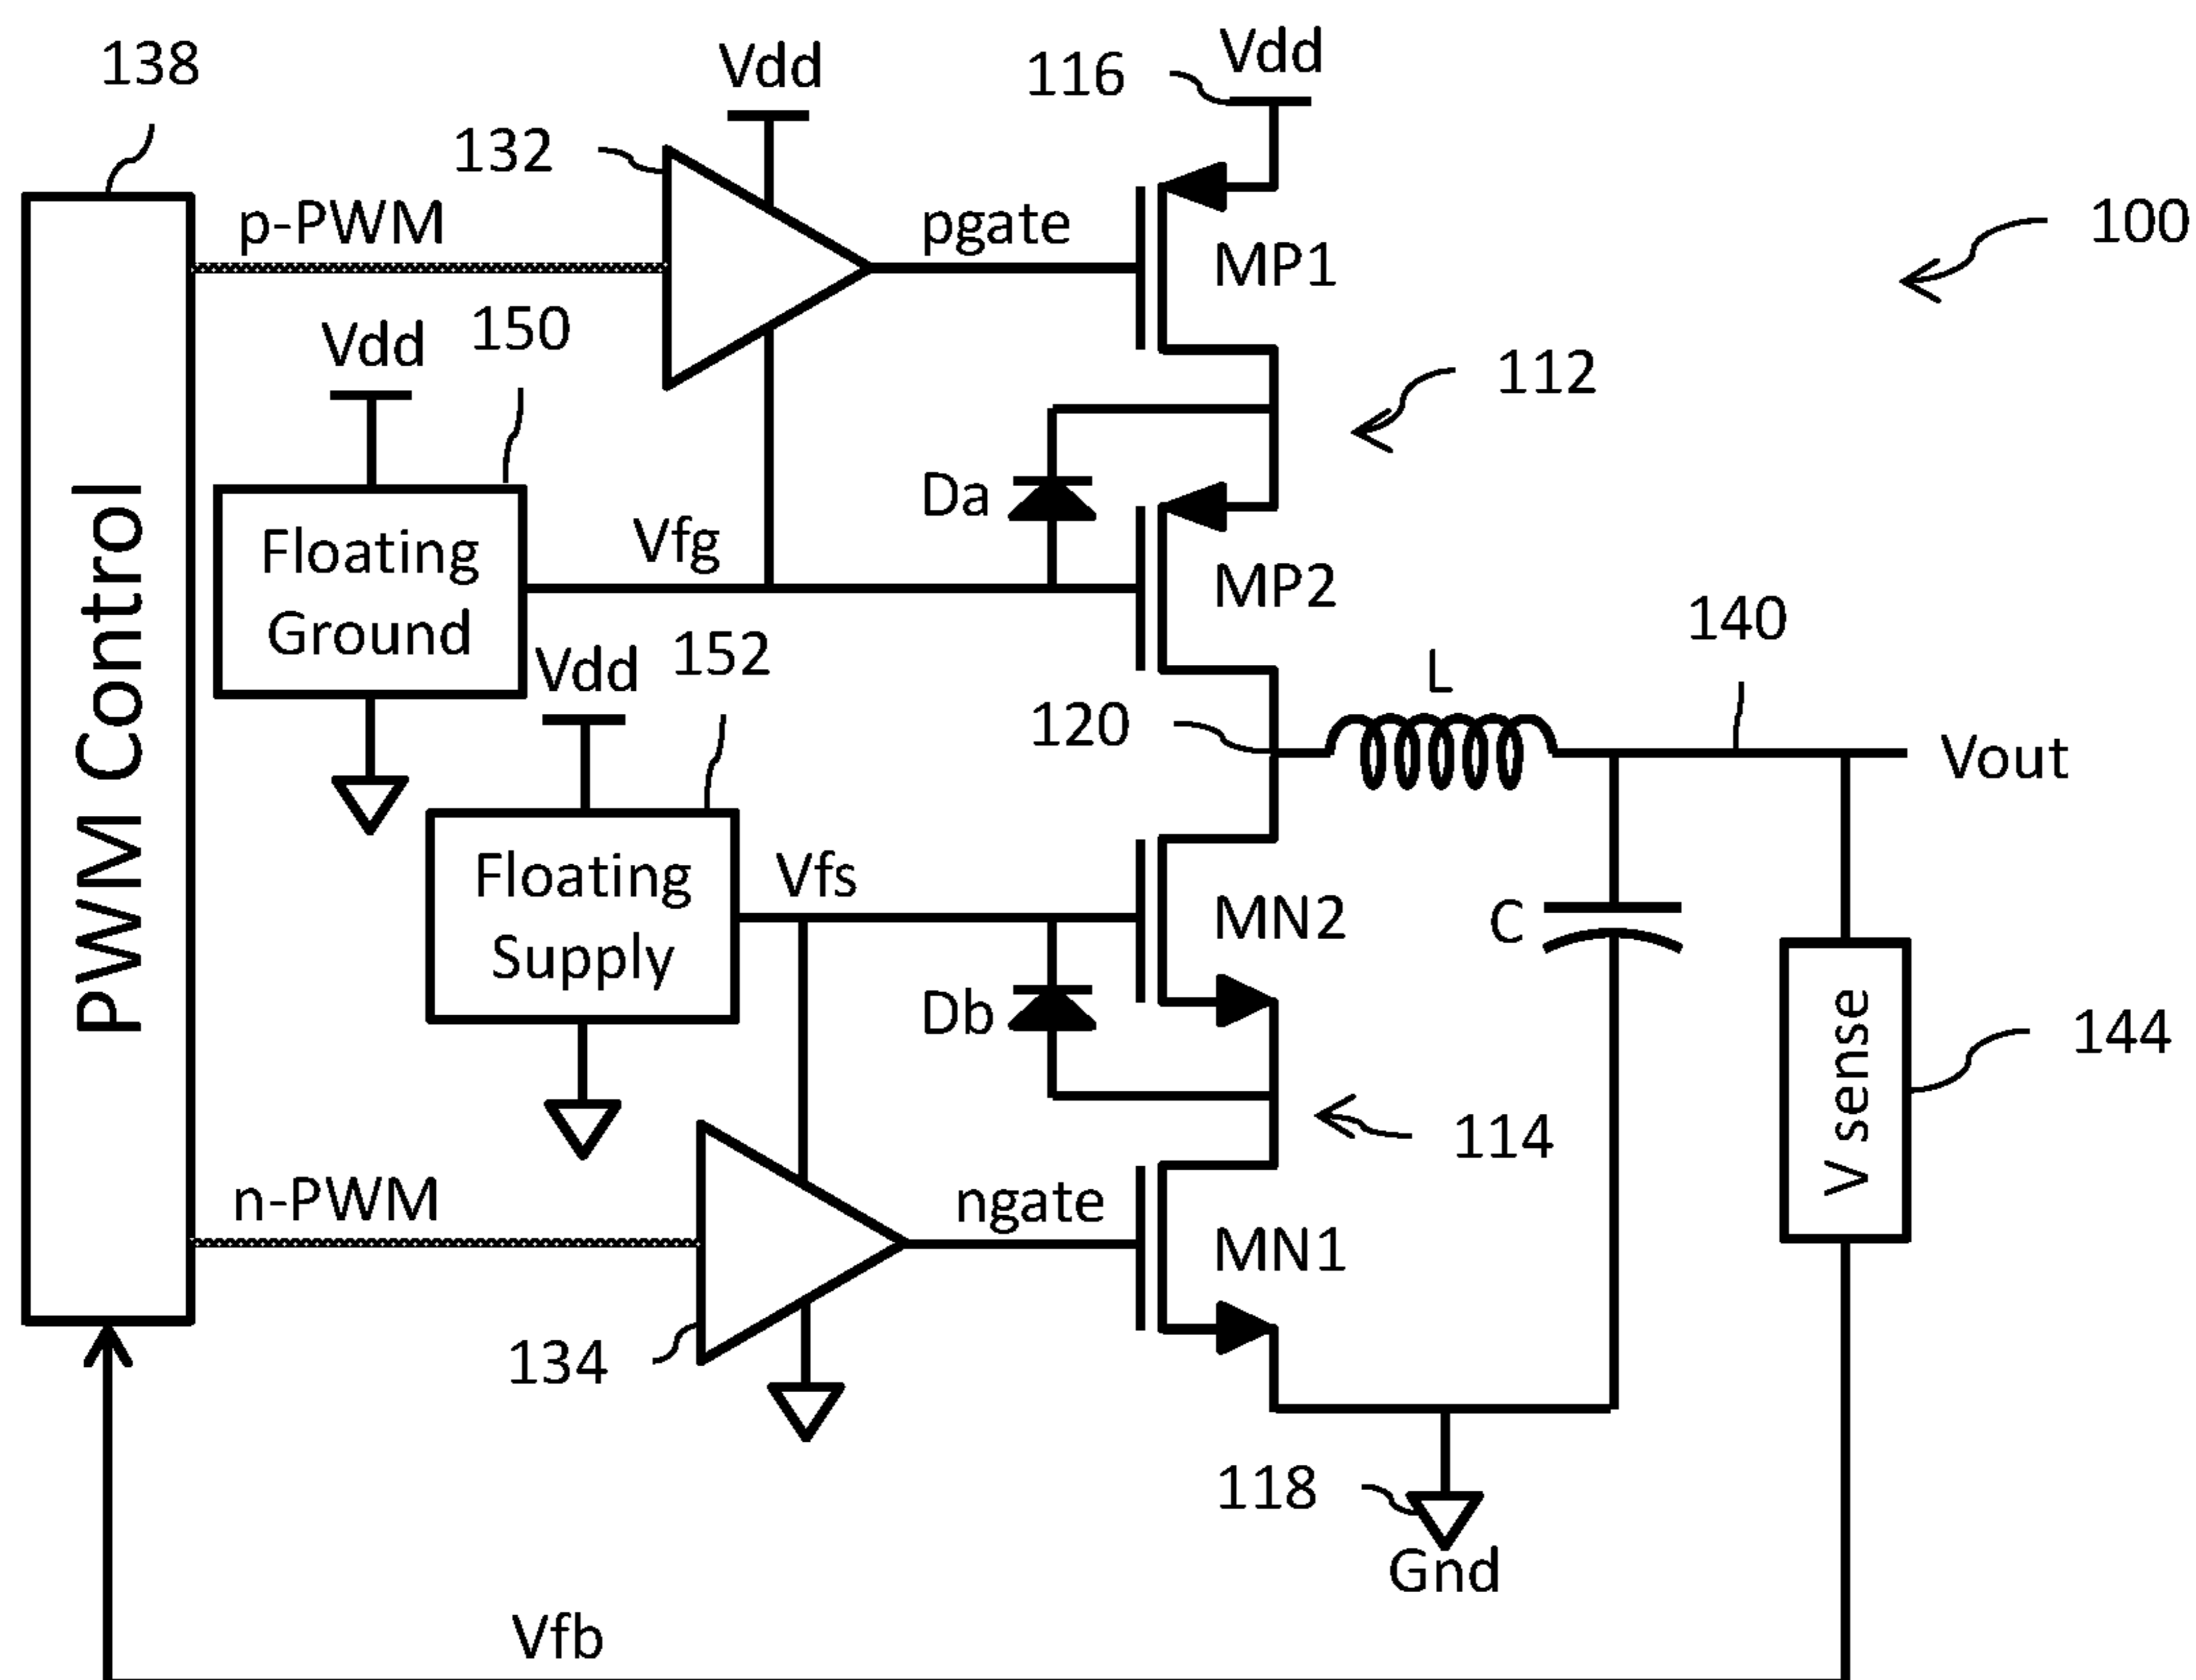 138
Vdd
116
Vdd
132
p-PWM
pgate
MP1
100
150
Vdd
112
Da
Floating
Ground
Vfg
MP2
152
Vdd
140
L
120
Vout
PWM Control
Floating
Supply
Vfs
MN2
C
Db
V sense
144
114
n-PWM
ngate
MN1
134
118
Gnd
Vfb